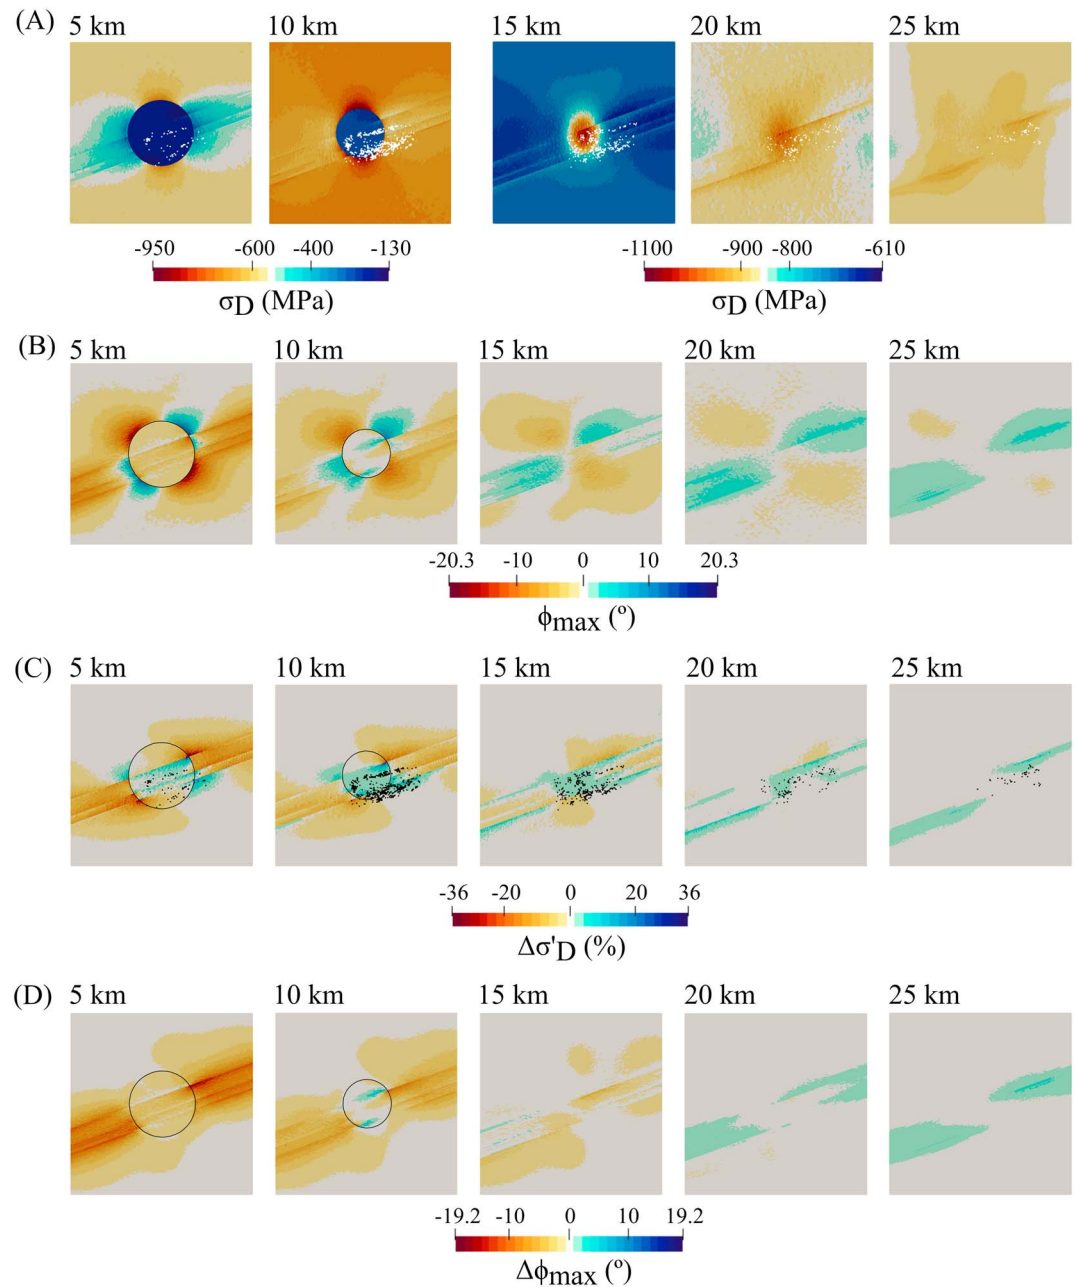 (A) 5 km 10 km 15 km 20 km 25 km
-950 -600 -400 -130 -1100 -900 -800 -610
σD (MPa) σD (MPa)
(B) 5 km 10 km 15 km 20 km 25 km
-20.3 -10 0 10 20.3
ϕmax (º)
(C) 5 km 10 km 15 km 20 km 25 km
-36 -20 0 20 36
Δσ'D (%)
(D) 5 km 10 km 15 km 20 km 25 km
-19.2 -10 0 10 19.2
Δϕmax (º)